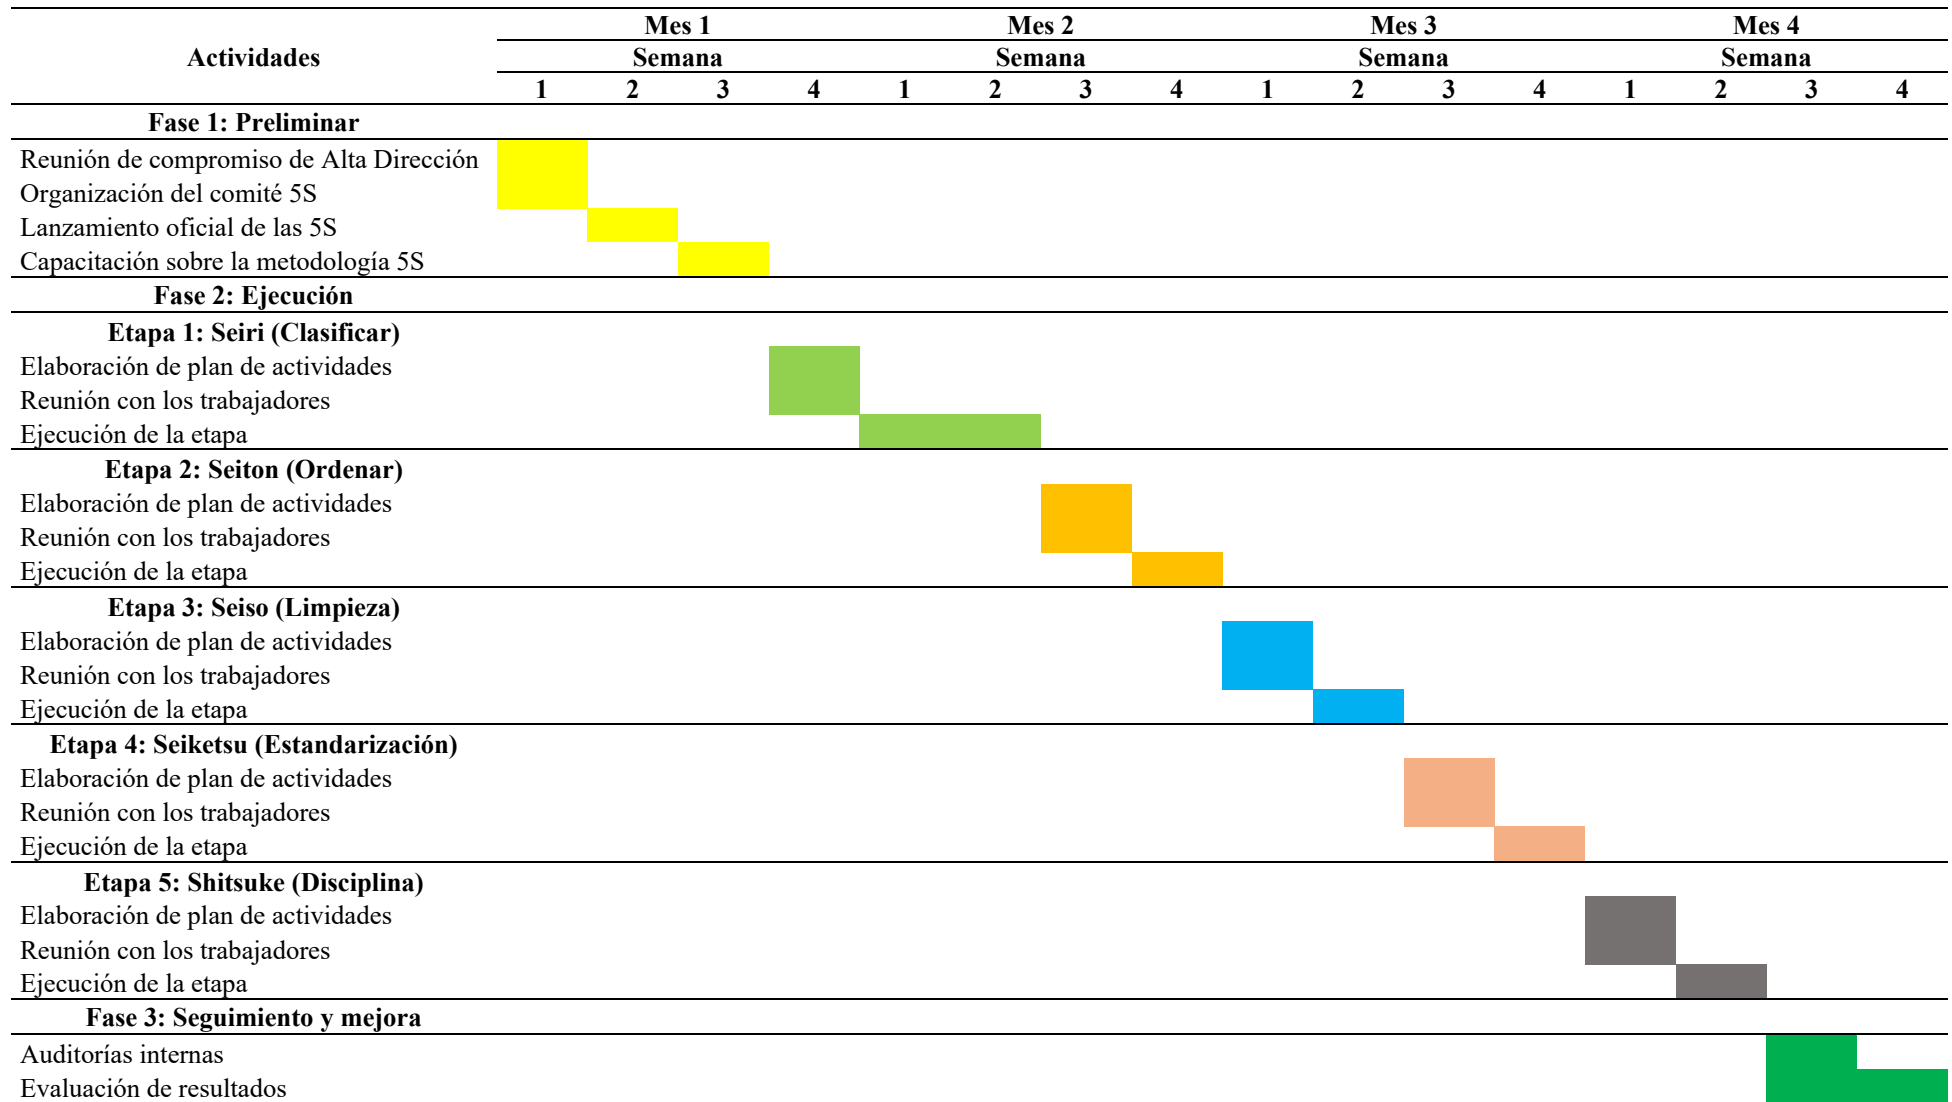 Mes 1 Mes 2 Mes 3 Mes 4
Actividades Semana Semana Semana Semana
1 2 3 4 1 2 3 4 1 2 3 4 1 2 3 4
Fase 1: Preliminar
Reunión de compromiso de Alta Dirección
Organización del comité 5S
Lanzamiento oficial de las 5S
Capacitación sobre la metodología 5S
Fase 2: Ejecución
Etapa 1: Seiri (Clasificar)
Elaboración de plan de actividades
Reunión con los trabajadores
Ejecución de la etapa
Etapa 2: Seiton (Ordenar)
Elaboración de plan de actividades
Reunión con los trabajadores
Ejecución de la etapa
Etapa 3: Seiso (Limpieza)
Elaboración de plan de actividades
Reunión con los trabajadores
Ejecución de la etapa
Etapa 4: Seiketsu (Estandarización)
Elaboración de plan de actividades
Reunión con los trabajadores
Ejecución de la etapa
Etapa 5: Shitsuke (Disciplina)
Elaboración de plan de actividades
Reunión con los trabajadores
Ejecución de la etapa
Fase 3: Seguimiento y mejora
Auditorías internas
Evaluación de resultados